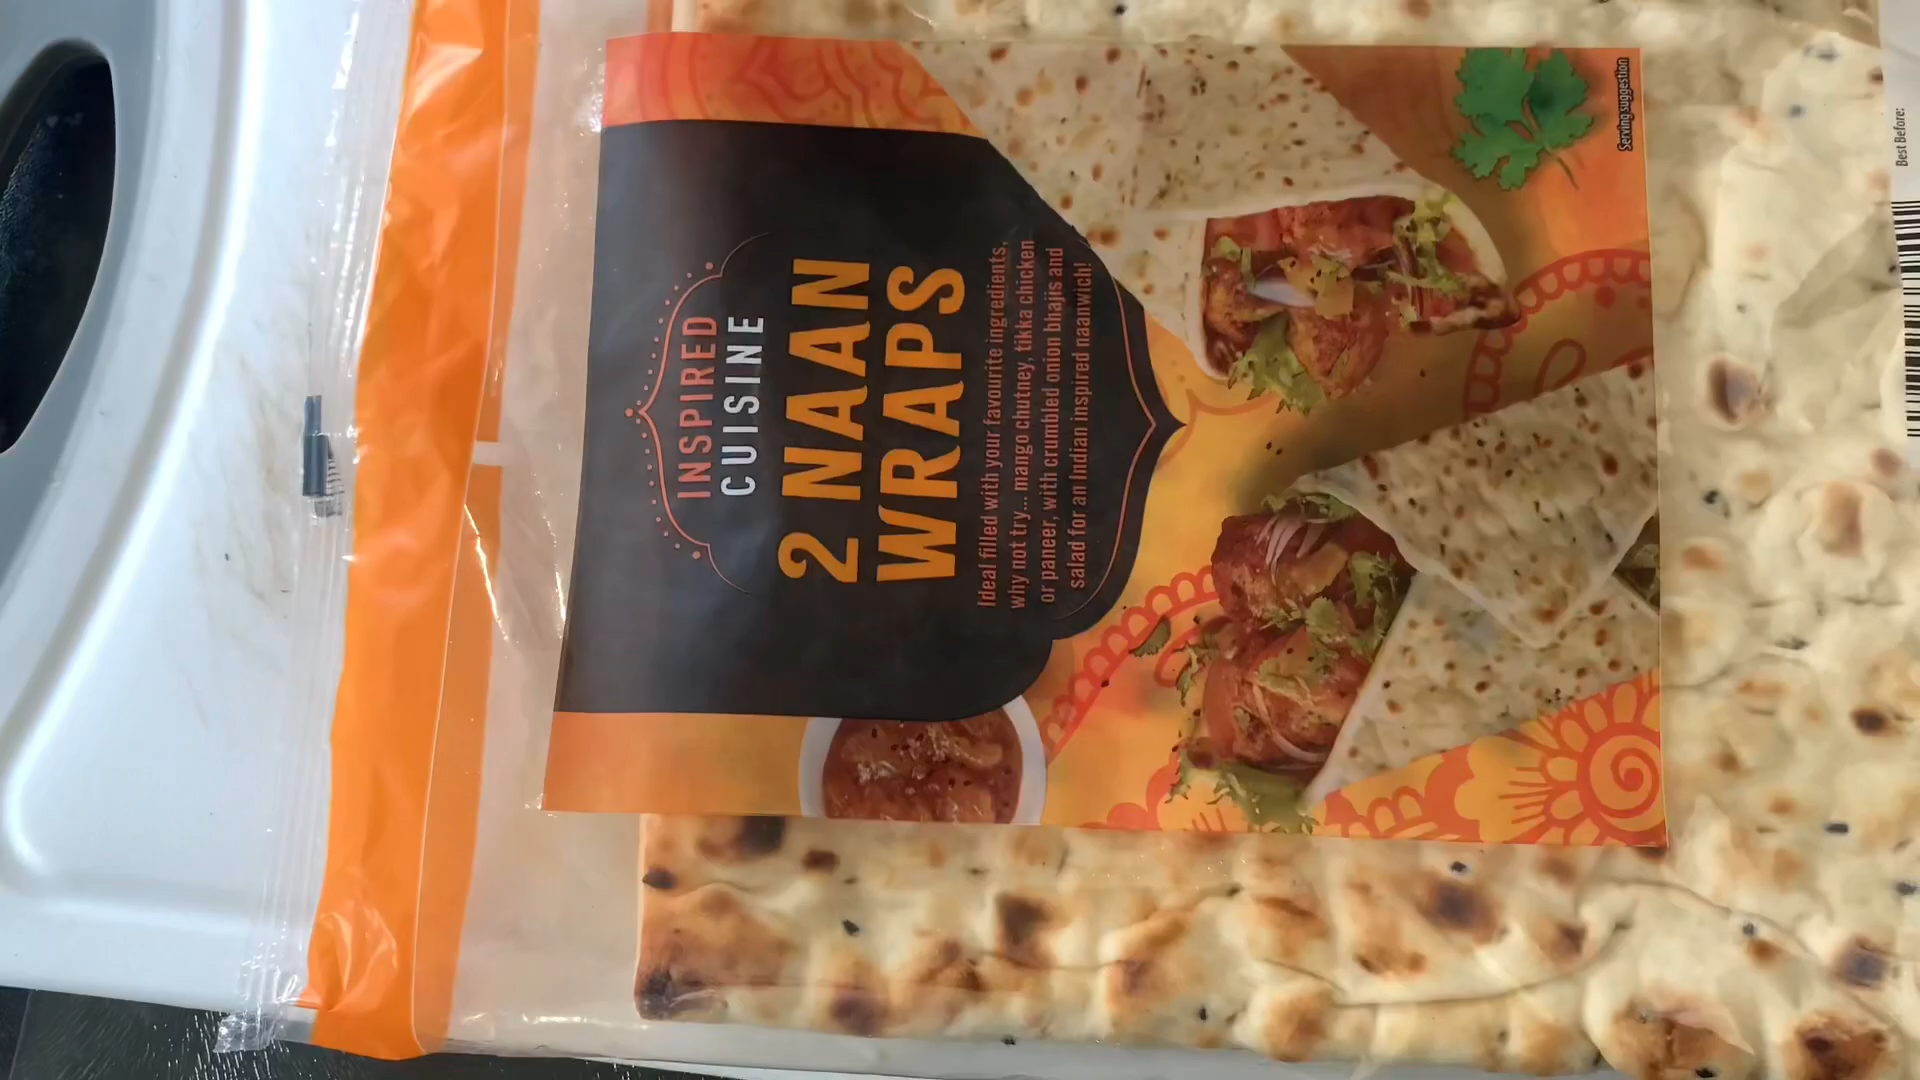 INSPIRED
CUISINE
2 NAAN
WRAPS
Ideal filled with your favourite ingredients,
why not try... mango chutney, tikka chicken
or paneer, with crumbled onion bhajis and
salad for an Indian inspired naanwich!
Serving suggestion
Best Before: